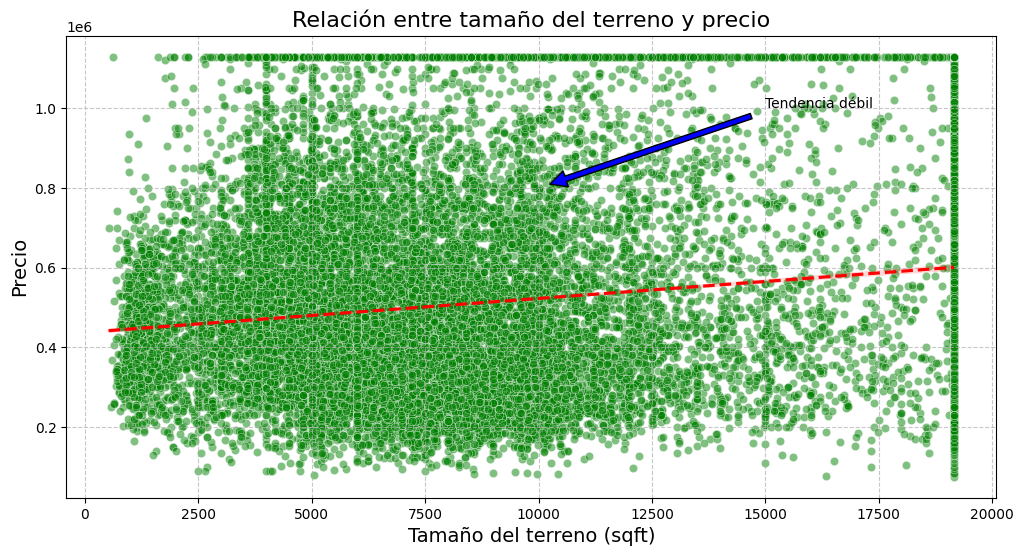 Relación entre tamaño del terreno y precio
1e6
Tendencia débil
1.0
0.8
0.6
0.4
0.2
Precio
0 2500 5000 7500 10000 12500 15000 17500 20000
Tamaño del terreno (sqft)